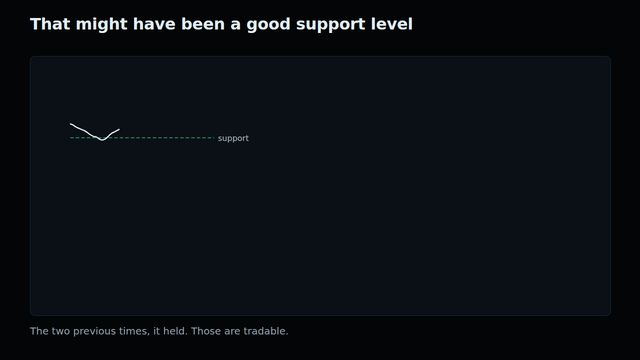 That might have been a good support level
support
The two previous times, it held. Those are tradable.